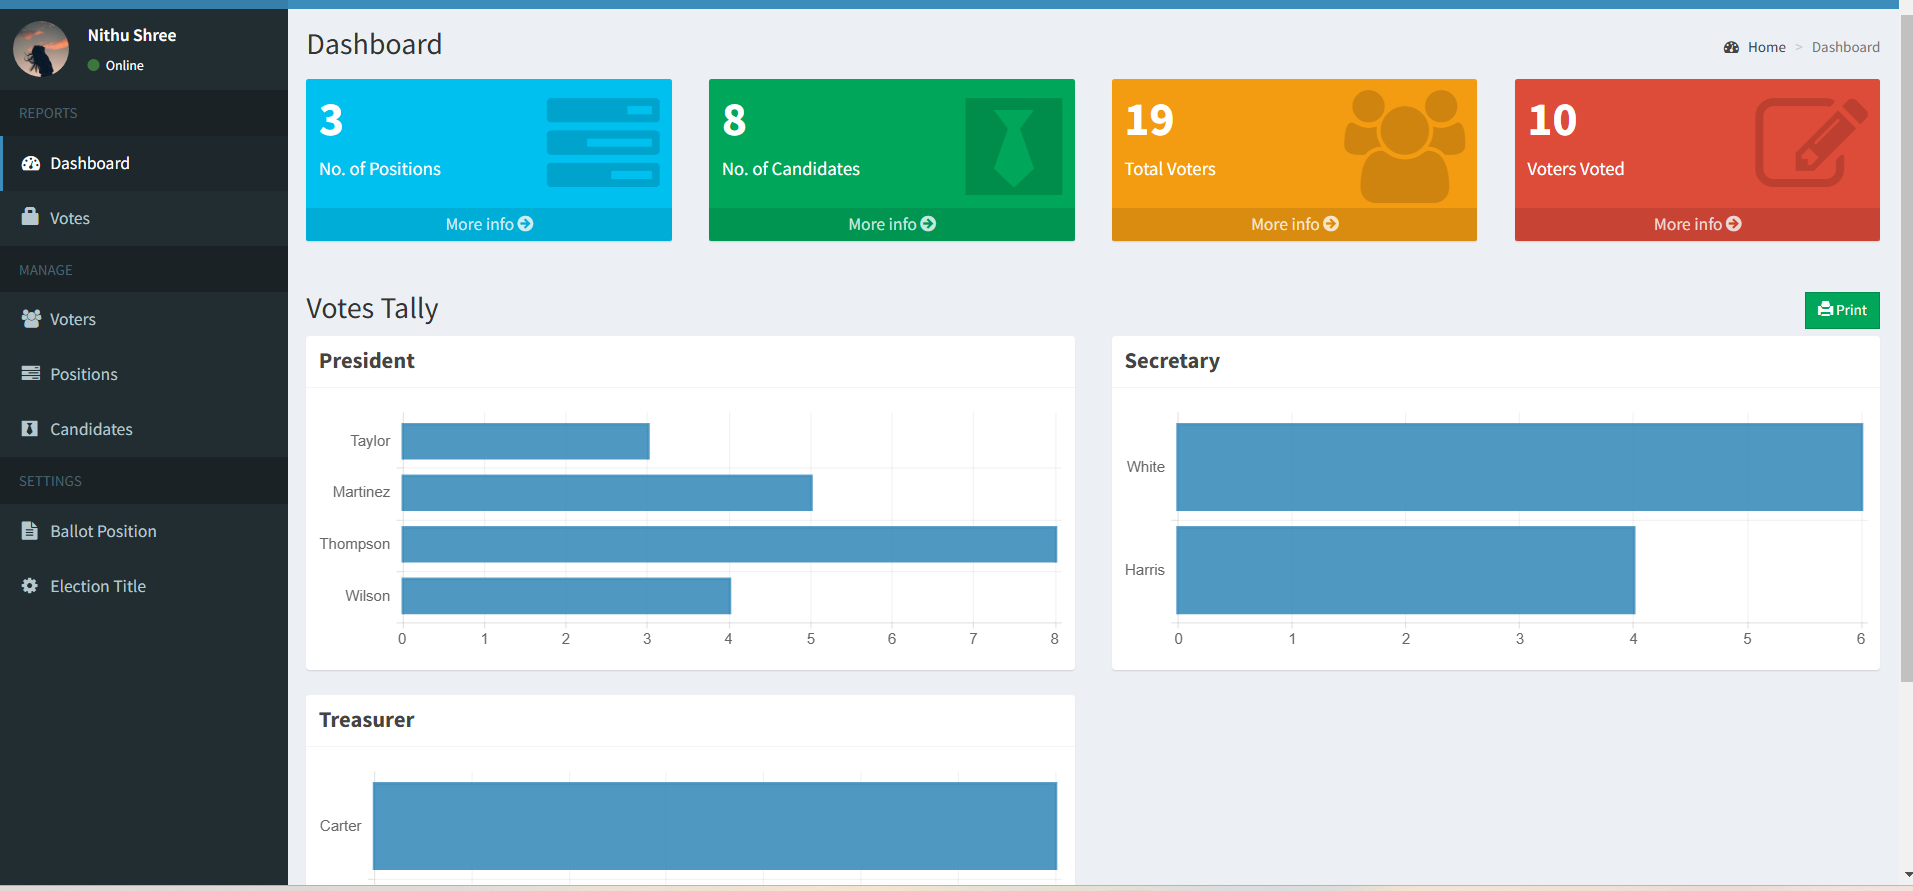 Nithu Shree
Online
REPORTS
Dashboard
Votes
MANAGE
Voters
Positions
Candidates
SETTINGS
Ballot Position
Election Title
Dashboard
Home > Dashboard
3
No. of Positions
More info
8
No. of Candidates
More info
19
Total Voters
More info
10
Voters Voted
More info
Votes Tally
Print
President
Taylor
Martinez
Thompson
Wilson
0 1 2 3 4 5 6 7 8
Secretary
White
Harris
0 1 2 3 4 5 6
Treasurer
Carter